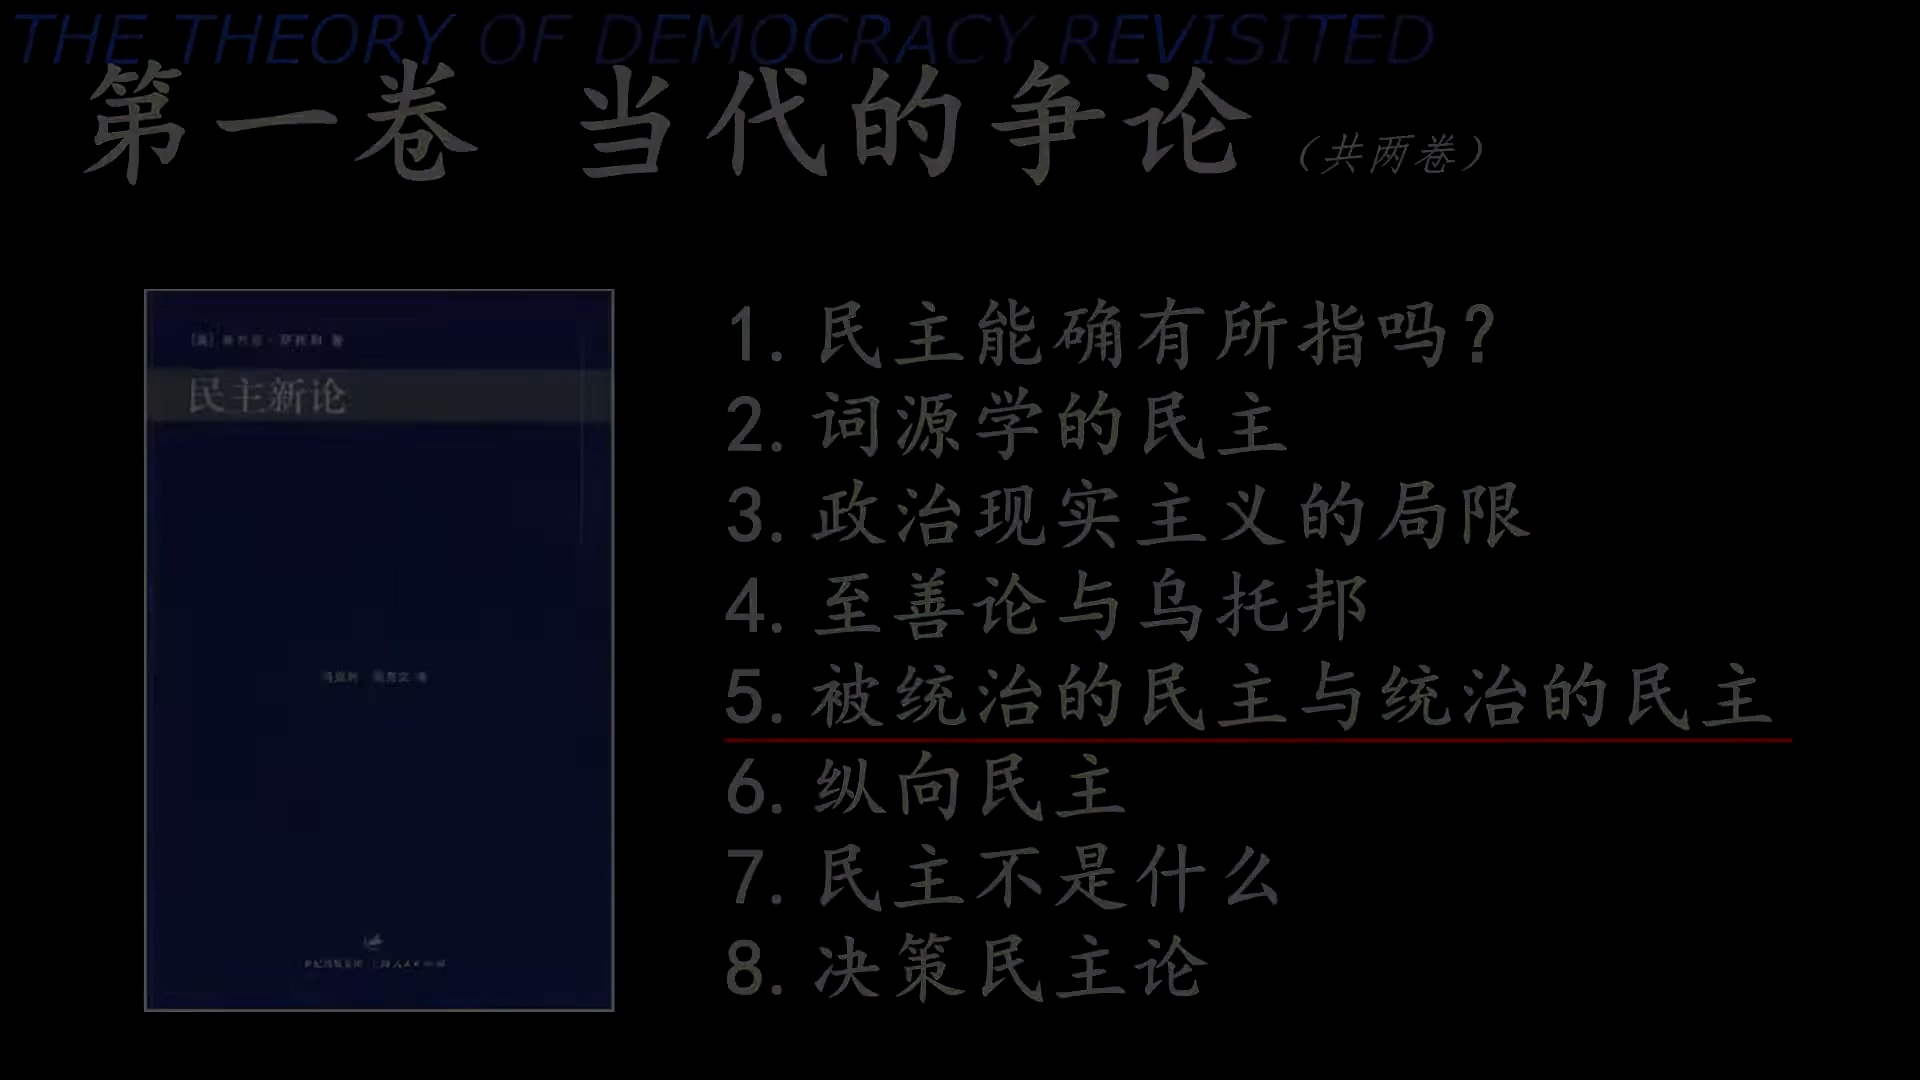 THE THEORY OF DEMOCRACY REVISITED
第一卷 当代的争论（共两卷）
民主新论
1. 民主能确有所指吗?
2. 词源学的民主
3. 政治现实主义的局限
4. 至善论与乌托邦
5. 被统治的民主与统治的民主
6. 纵向民主
7. 民主不是什么
8. 决策民主论